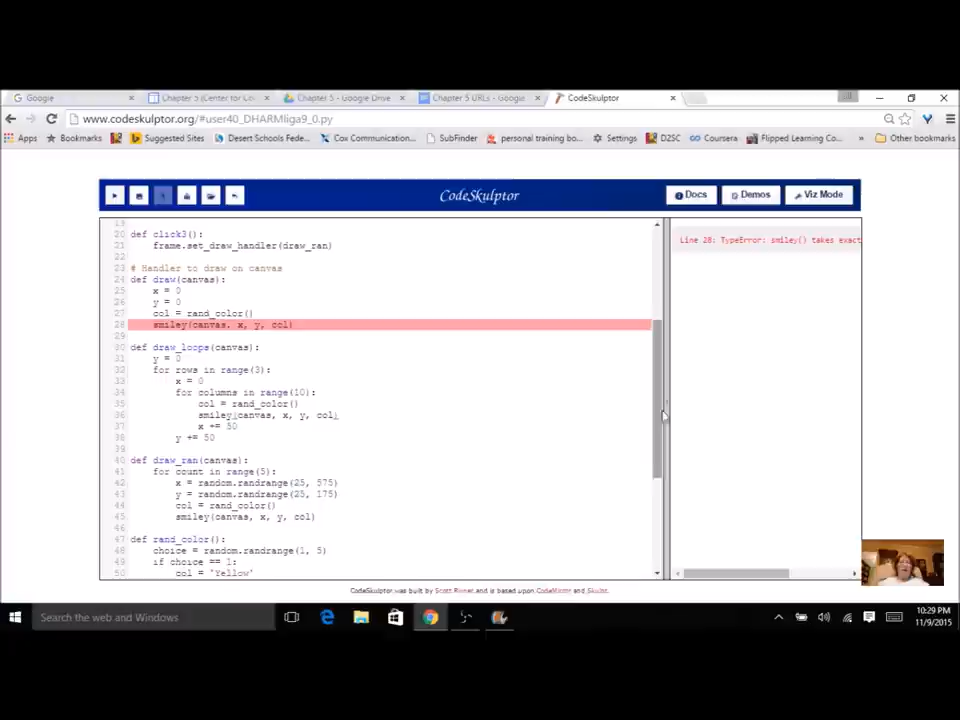 Google
Chapter 5 (Center for Ci
Chapter 5 - Google Drive
Chapter 5 URLs - Google
CodeSkulptor
www.codeskulptor.org/#user40_DHARMliga9_0.py
Apps
Bookmarks
Suggested Sites
Desert Schools Fede...
Cox Communication...
SubFinder
personal training bo...
Settings
D2SC
Coursera
Flipped Learning Co...
»
Other bookmarks
CodeSkulptor
Docs
Demos
Viz Mode
19
20 def click3():
21 frame.set_draw_handler(draw_ran)
22
23 # Handler to draw on canvas
24 def draw(canvas):
25 x = 0
26 y = 0
27 col = rand_color()
28 smiley(canvas. x, y, col)
29
30 def draw_loops(canvas):
31 y = 0
32 for rows in range(3):
33 x = 0
34 for columns in range(10):
35 col = rand_color()
36 smiley(canvas, x, y, col)
37 x += 50
38 y += 50
39
40 def draw_ran(canvas):
41 for count in range(5):
42 x = random.randrange(25, 575)
43 y = random.randrange(25, 175)
44 col = rand_color()
45 smiley(canvas, x, y, col)
46
47 def rand_color():
48 choice = random.randrange(1, 5)
49 if choice == 1:
50 col = 'Yellow'
Line 28: TypeError: smiley() takes exact
CodeSkulptor was built by Scott Rixner and is based upon CodeMirror and Skulpt.
Search the web and Windows
10:29 PM
11/9/2015